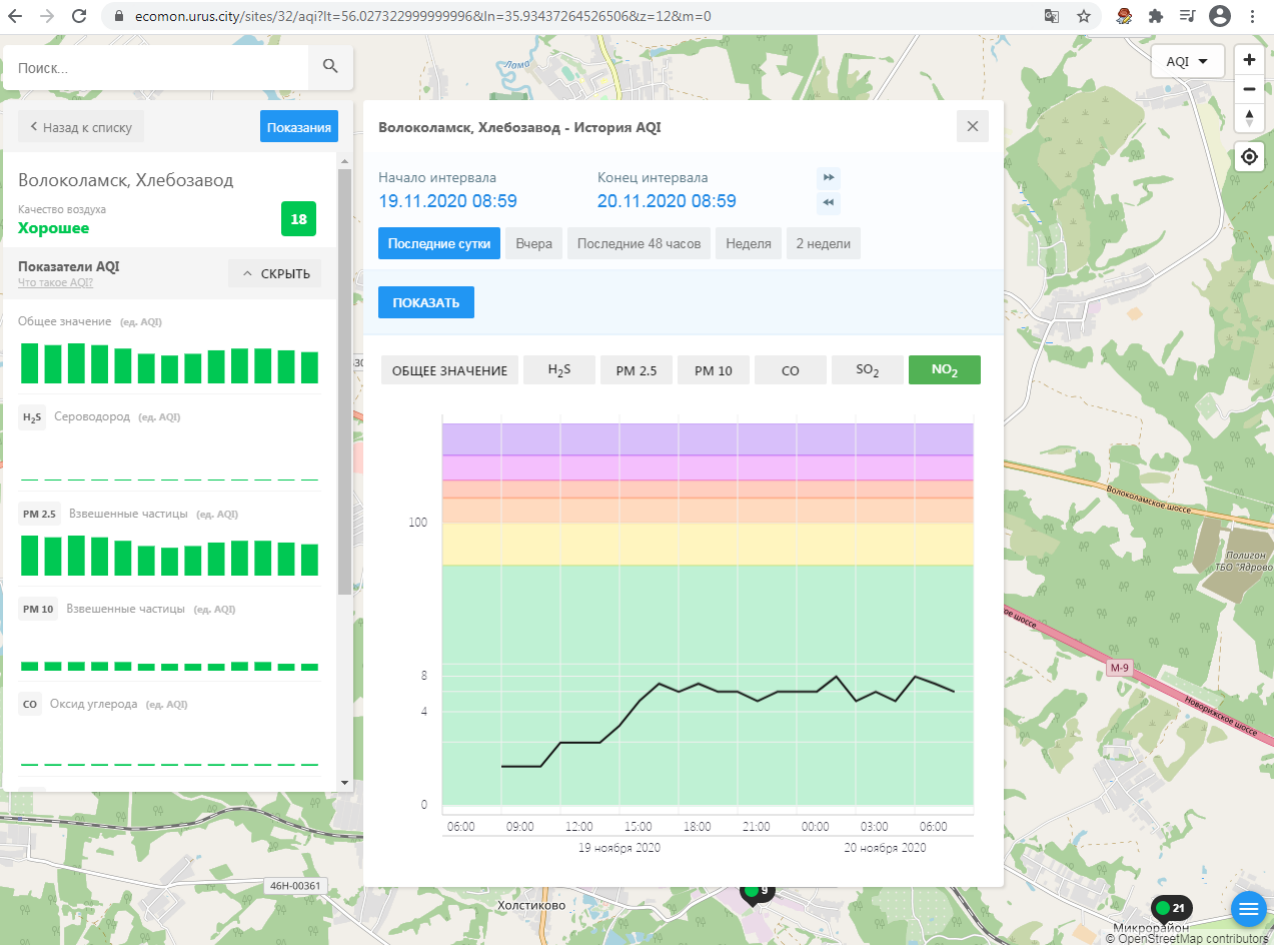 ecomon.urus.city/sites/32/aqi?lt=56.027322999999996&ln=35.93437264526506&z=12&m=0
Поиск...
AQI
Назад к списку
Показания
Волоколамск, Хлебозавод
Качество воздуха
Хорошее
18
Показатели AQI
Что такое AQI?
СКРЫТЬ
Общее значение (ед. AQI)
H2S Сероводород (ед. AQI)
PM 2.5 Взвешенные частицы (ед. AQI)
PM 10 Взвешенные частицы (ед. AQI)
CO Оксид углерода (ед. AQI)
Волоколамск, Хлебозавод - История AQI
Начало интервала
19.11.2020 08:59
Конец интервала
20.11.2020 08:59
Последние сутки
Вчера
Последние 48 часов
Неделя
2 недели
ПОКАЗАТЬ
ОБЩЕЕ ЗНАЧЕНИЕ
H2S
PM 2.5
PM 10
CO
SO2
NO2
100
8
4
0
06:00 09:00 12:00 15:00 18:00 21:00 00:00 03:00 06:00
19 ноября 2020 20 ноября 2020
Ломо
Волоколамское шоссе
Полигон
ТБО "Ядрово
ое шоссе
М-9
Новорижское шоссе
46Н-00361
Холстиково
9
21
Микрорайон
© OpenStreetMap contributors